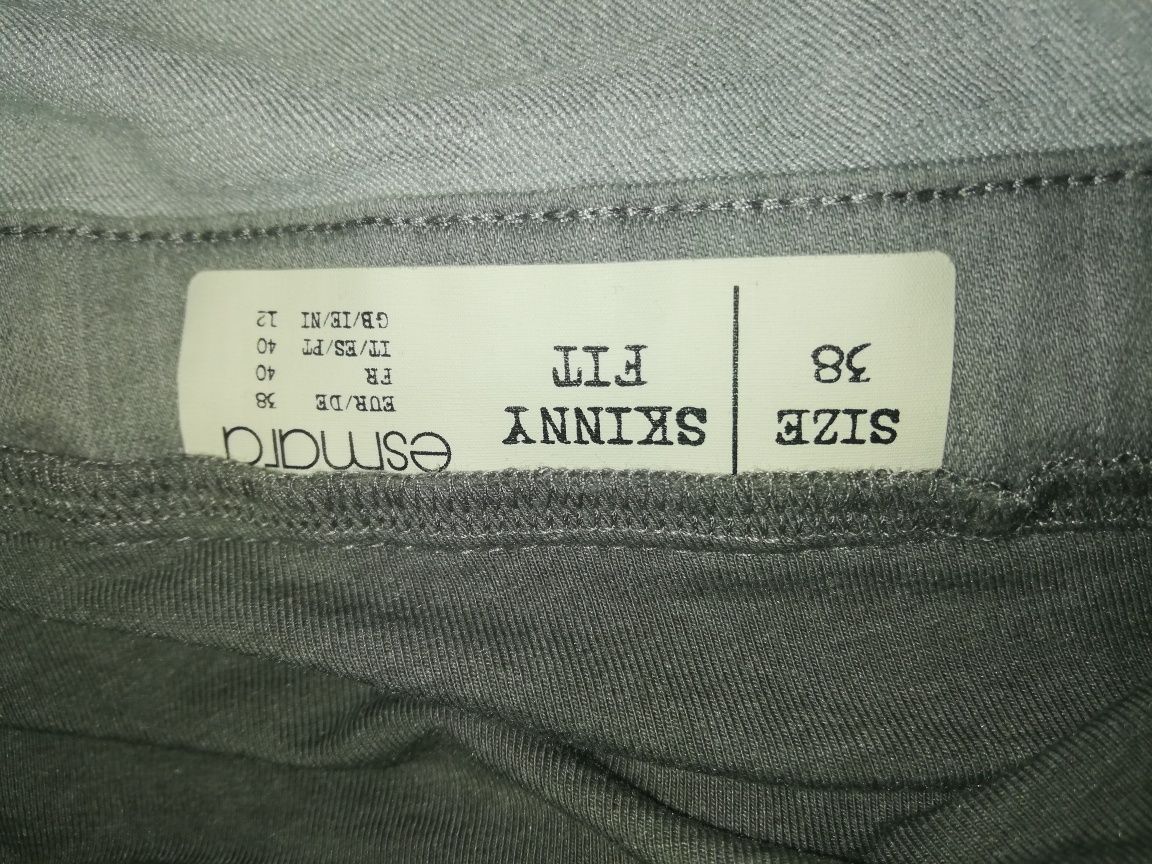 SIZE
38
SKINNY
FIT
esmara
EUR/DE 38
FR 40
IT/ES/PT 40
GB/IE/NI 12